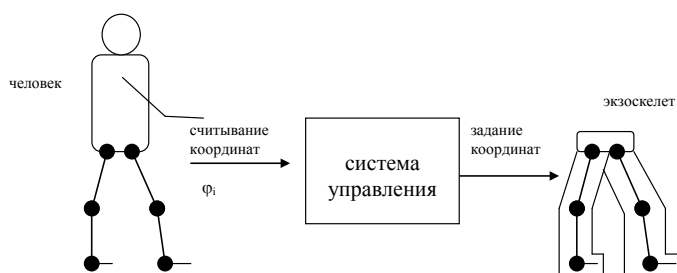 человек
считывание
координат
φi
система
управления
задание
координат
экзоскелет